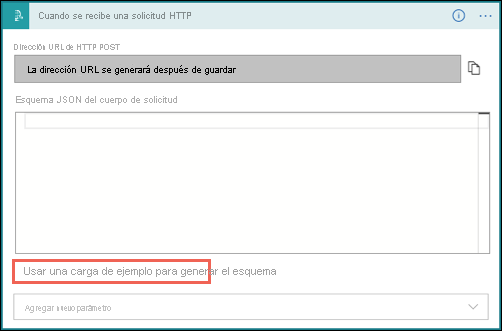 Cuando se recibe una solicitud HTTP
Dirección URL de HTTP POST
La dirección URL se generará después de guardar
Esquema JSON del cuerpo de solicitud
Usar una carga de ejemplo para generar el esquema
Agregar nuevo parámetro